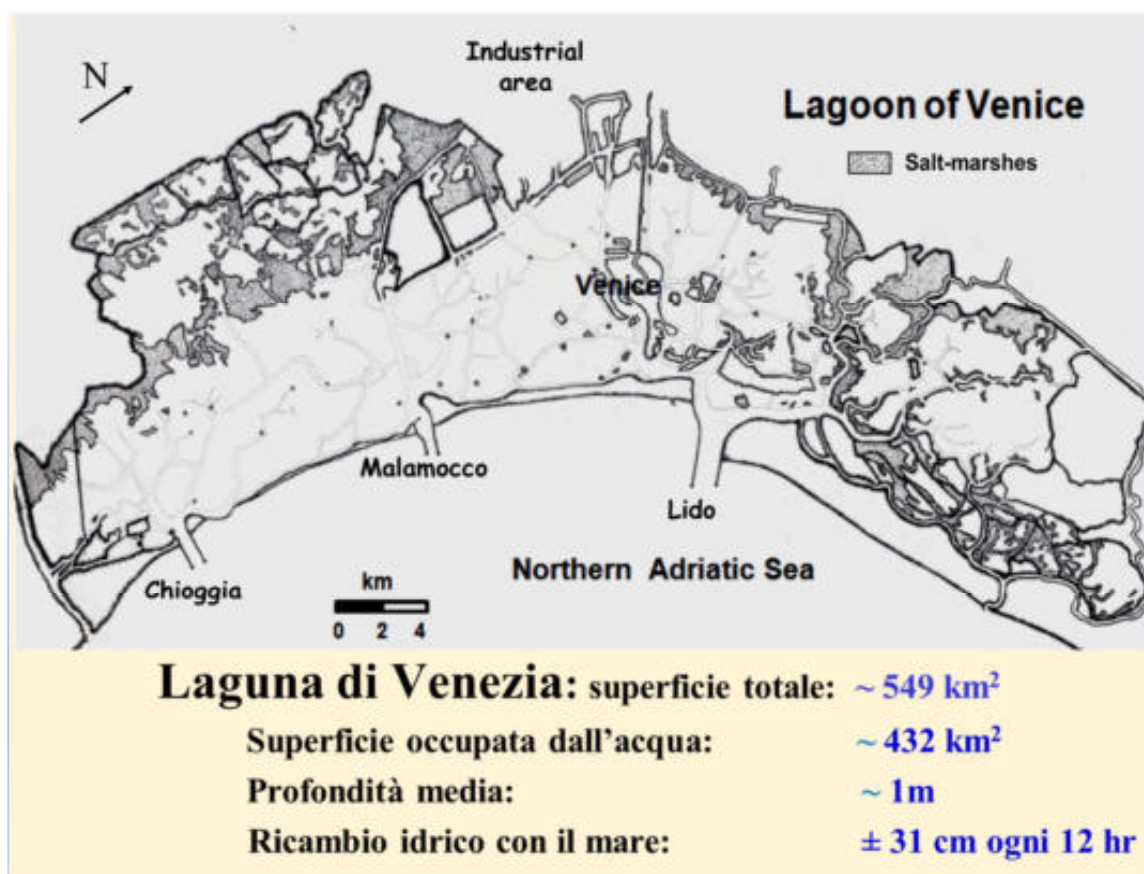 Industrial
area
N
Lagoon of Venice
Salt-marshes
Venice
Malamocco
Lido
Northern Adriatic Sea
Chioggia
km
0 2 4
Laguna di Venezia: superficie totale: ~ 549 km²
Superficie occupata dall'acqua: ~ 432 km²
Profondità media: ~ 1m
Ricambio idrico con il mare: ± 31 cm ogni 12 hr